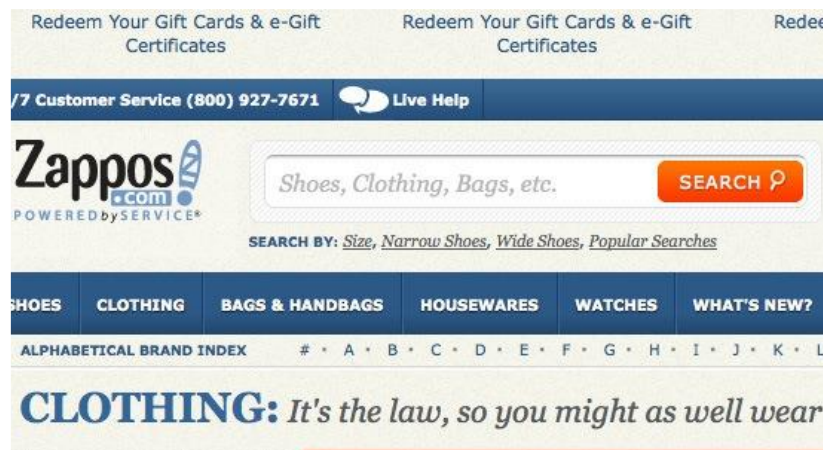 Redeem Your Gift Cards & e-Gift Certificates
Redeem Your Gift Cards & e-Gift Certificates
Redee
/7 Customer Service (800) 927-7671
Live Help
Zappos
.com
POWERED by SERVICE®
Shoes, Clothing, Bags, etc.
SEARCH
SEARCH BY: Size, Narrow Shoes, Wide Shoes, Popular Searches
SHOES CLOTHING BAGS & HANDBAGS HOUSEWARES WATCHES WHAT'S NEW?
ALPHABETICAL BRAND INDEX # • A • B • C • D • E • F • G • H • I • J • K • L
CLOTHING: It's the law, so you might as well wear